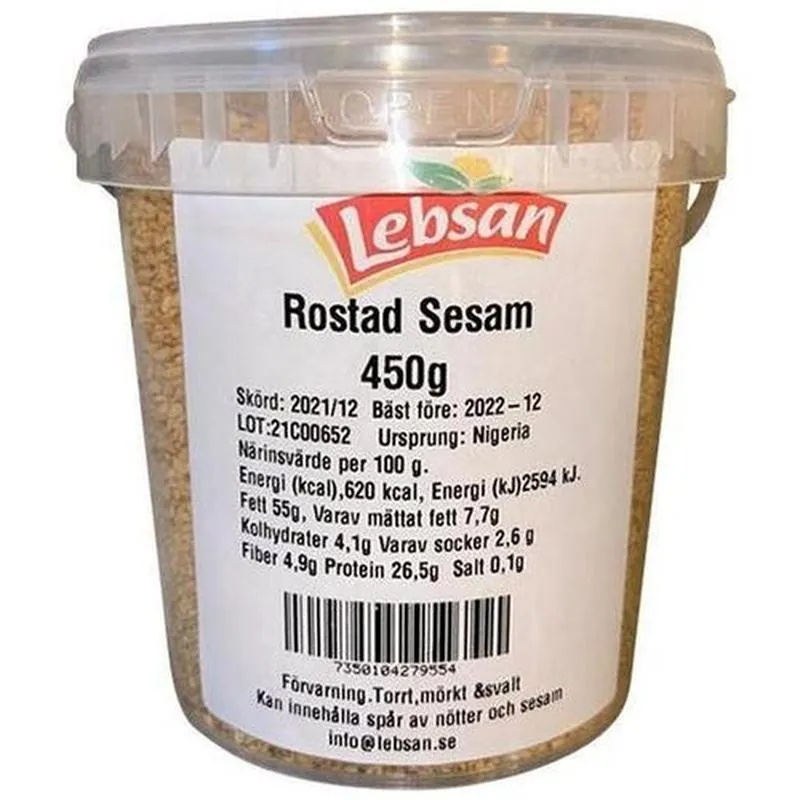 OPEN
Lebsan
Rostad Sesam
450g
Skörd: 2021/12 Bäst före: 2022-12
LOT:21C00652 Ursprung: Nigeria
Närinsvärde per 100 g.
Energi (kcal),620 kcal, Energi (kJ)2594 kJ.
Fett 55g, Varav mättat fett 7,7g
Kolhydrater 4,1g Varav socker 2,6 g
Fiber 4,9g Protein 26,5g Salt 0,1g
7350104279554
Förvarning.Torrt,mörkt &svalt
Kan innehålla spår av nötter och sesam
info@lebsan.se